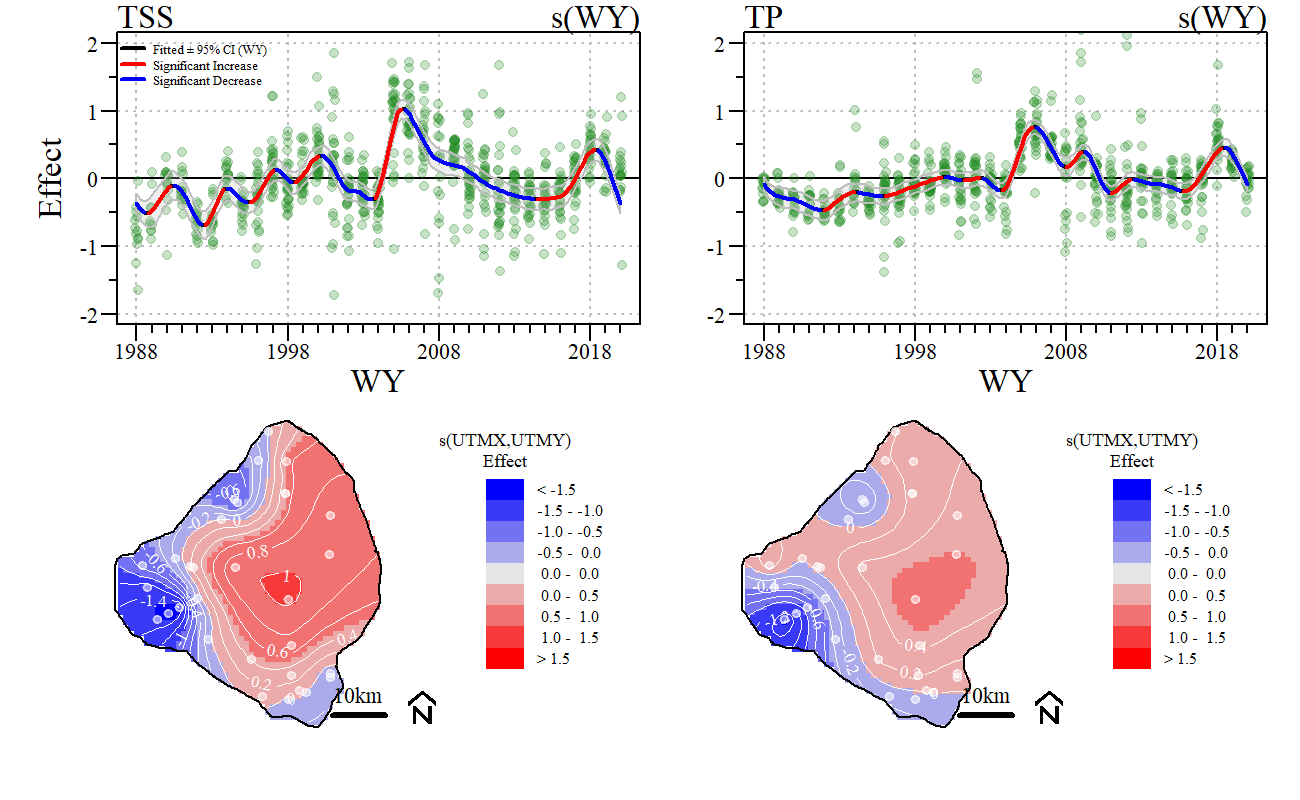 TSS s(WY)
TP s(WY)
Fitted ± 95% CI (WY)
Significant Increase
Significant Decrease
Effect
2
1
0
-1
-2
1988 1998 2008 2018
WY
2
1
0
-1
-2
1988 1998 2008 2018
WY
s(UTMX,UTMY)
Effect
< -1.5
-1.5 - -1.0
-1.0 - -0.5
-0.5 - 0.0
0.0 - 0.0
0.0 - 0.5
0.5 - 1.0
1.0 - 1.5
> 1.5
-0.2
0
0.8
1
-1.4
0.6
0.4
0.2
10km
N
s(UTMX,UTMY)
Effect
< -1.5
-1.5 - -1.0
-1.0 - -0.5
-0.5 - 0.0
0.0 - 0.0
0.0 - 0.5
0.5 - 1.0
1.0 - 1.5
> 1.5
0
-0.2
0.2
0
10km
N